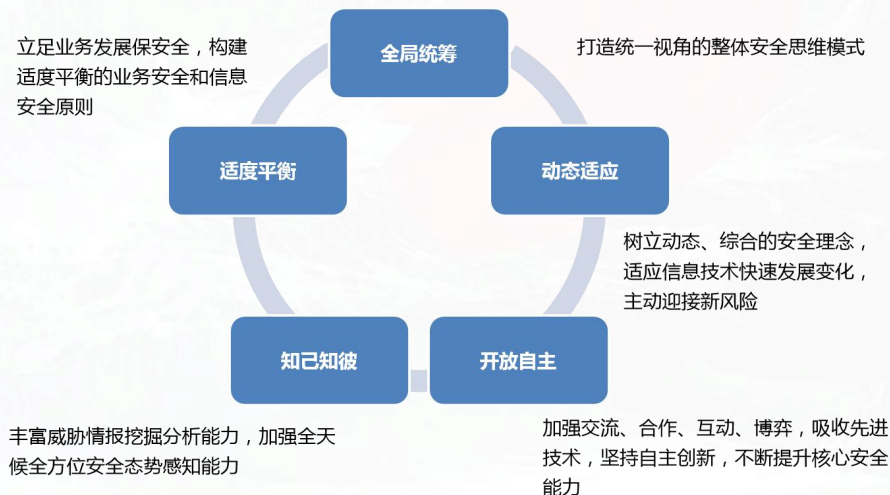 全局统筹
打造统一视角的整体安全思维模式
立足业务发展保安全，构建
适度平衡的业务安全和信息
安全原则
适度平衡
动态适应
树立动态、综合的安全理念，
适应信息技术快速发展变化，
主动迎接新风险
知己知彼
开放自主
丰富威胁情报挖掘分析能力，加强全天
候全方位安全态势感知能力
加强交流、合作、互动、博弈，吸收先进
技术，坚持自主创新，不断提升核心安全
能力